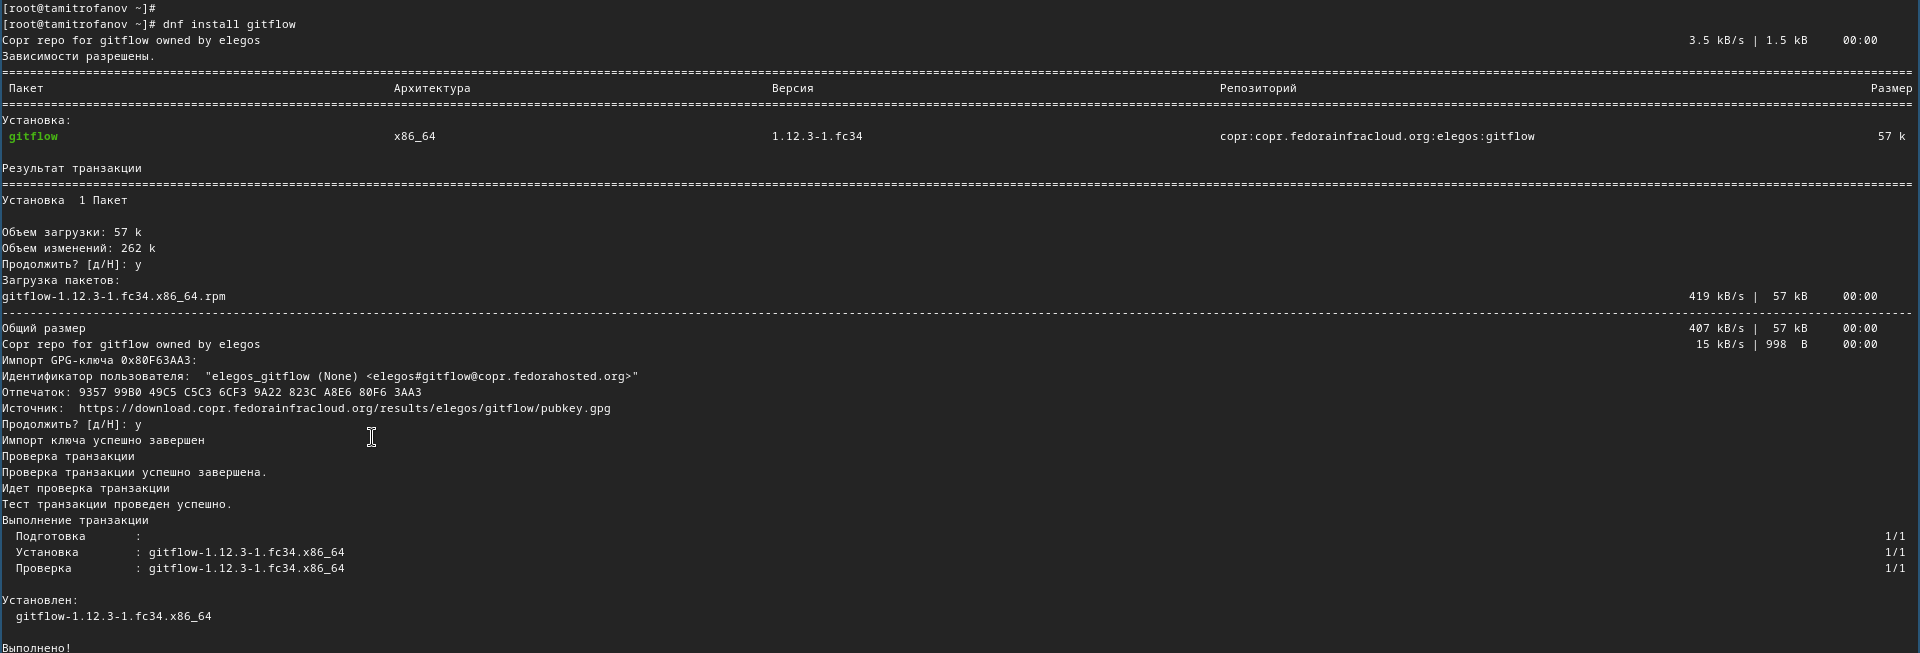 [root@tamitrofanov ~]#
[root@tamitrofanov ~]# dnf install gitflow
Copr repo for gitflow owned by elegos 3.5 kB/s | 1.5 kB 00:00
Зависимости разрешены.
================================================================================
Пакет Архитектура Версия Репозиторий Размер
================================================================================
Установка:
gitflow x86_64 1.12.3-1.fc34 copr:copr.fedorainfracloud.org:elegos:gitflow 57 k
Результат транзакции
================================================================================
Установка 1 Пакет
Объем загрузки: 57 k
Объем изменений: 262 k
Продолжить? [д/Н]: y
Загрузка пакетов:
gitflow-1.12.3-1.fc34.x86_64.rpm 419 kB/s | 57 kB 00:00
--------------------------------------------------------------------------------
Общий размер 407 kB/s | 57 kB 00:00
Copr repo for gitflow owned by elegos 15 kB/s | 998 B 00:00
Импорт GPG-ключа 0x80F63AA3:
Идентификатор пользователя: "elegos_gitflow (None) <elegos#gitflow@copr.fedorahosted.org>"
Отпечаток: 9357 99B0 49C5 C5C3 6CF3 9A22 823C A8E6 80F6 3AA3
Источник: https://download.copr.fedorainfracloud.org/results/elegos/gitflow/pubkey.gpg
Продолжить? [д/Н]: y
Импорт ключа успешно завершен
Проверка транзакции
Проверка транзакции успешно завершена.
Идет проверка транзакции
Тест транзакции проведен успешно.
Выполнение транзакции
Подготовка : 1/1
Установка : gitflow-1.12.3-1.fc34.x86_64 1/1
Проверка : gitflow-1.12.3-1.fc34.x86_64 1/1
Установлен:
gitflow-1.12.3-1.fc34.x86_64
Выполнено!